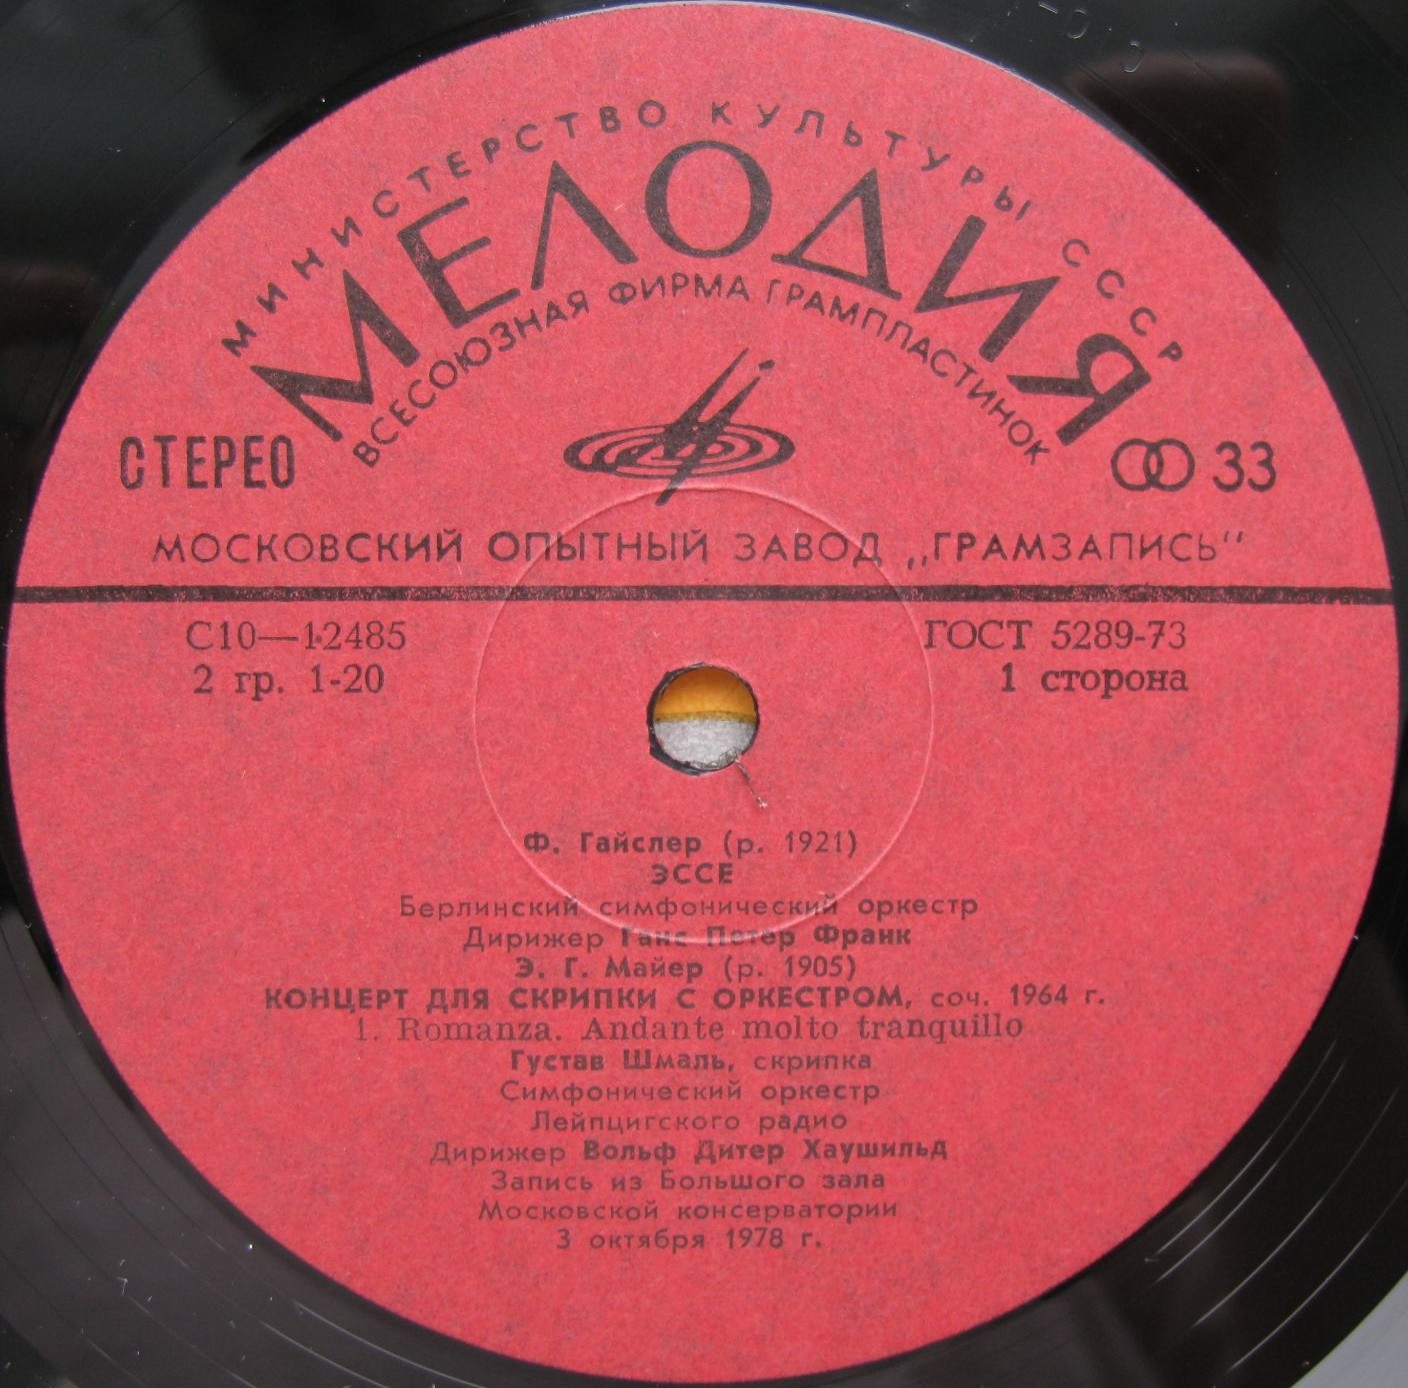 МИНИСТЕРСТВО КУЛЬТУРЫ СССР
МЕЛОДИЯ
ВСЕСОЮЗНАЯ ФИРМА ГРАМПЛАСТИНОК
СТЕРЕО
33
МОСКОВСКИЙ ОПЫТНЫЙ ЗАВОД „ГРАМЗАПИСЬ“
С10—12485
ГОСТ 5289-73
2 гр. 1-20
1 сторона
Ф. Гайслер (р. 1921)
ЭССЕ
Берлинский симфонический оркестр
Дирижер Ганс Петер Франк
Э. Г. Майер (р. 1905)
КОНЦЕРТ ДЛЯ СКРИПКИ С ОРКЕСТРОМ, соч. 1964 г.
1. Romanza. Andante molto tranquillo
Густав Шмаль, скрипка
Симфонический оркестр
Лейпцигского радио
Дирижер Вольф Дитер Хаушильд
Запись из Большого зала
Московской консерватории
3 октября 1978 г.